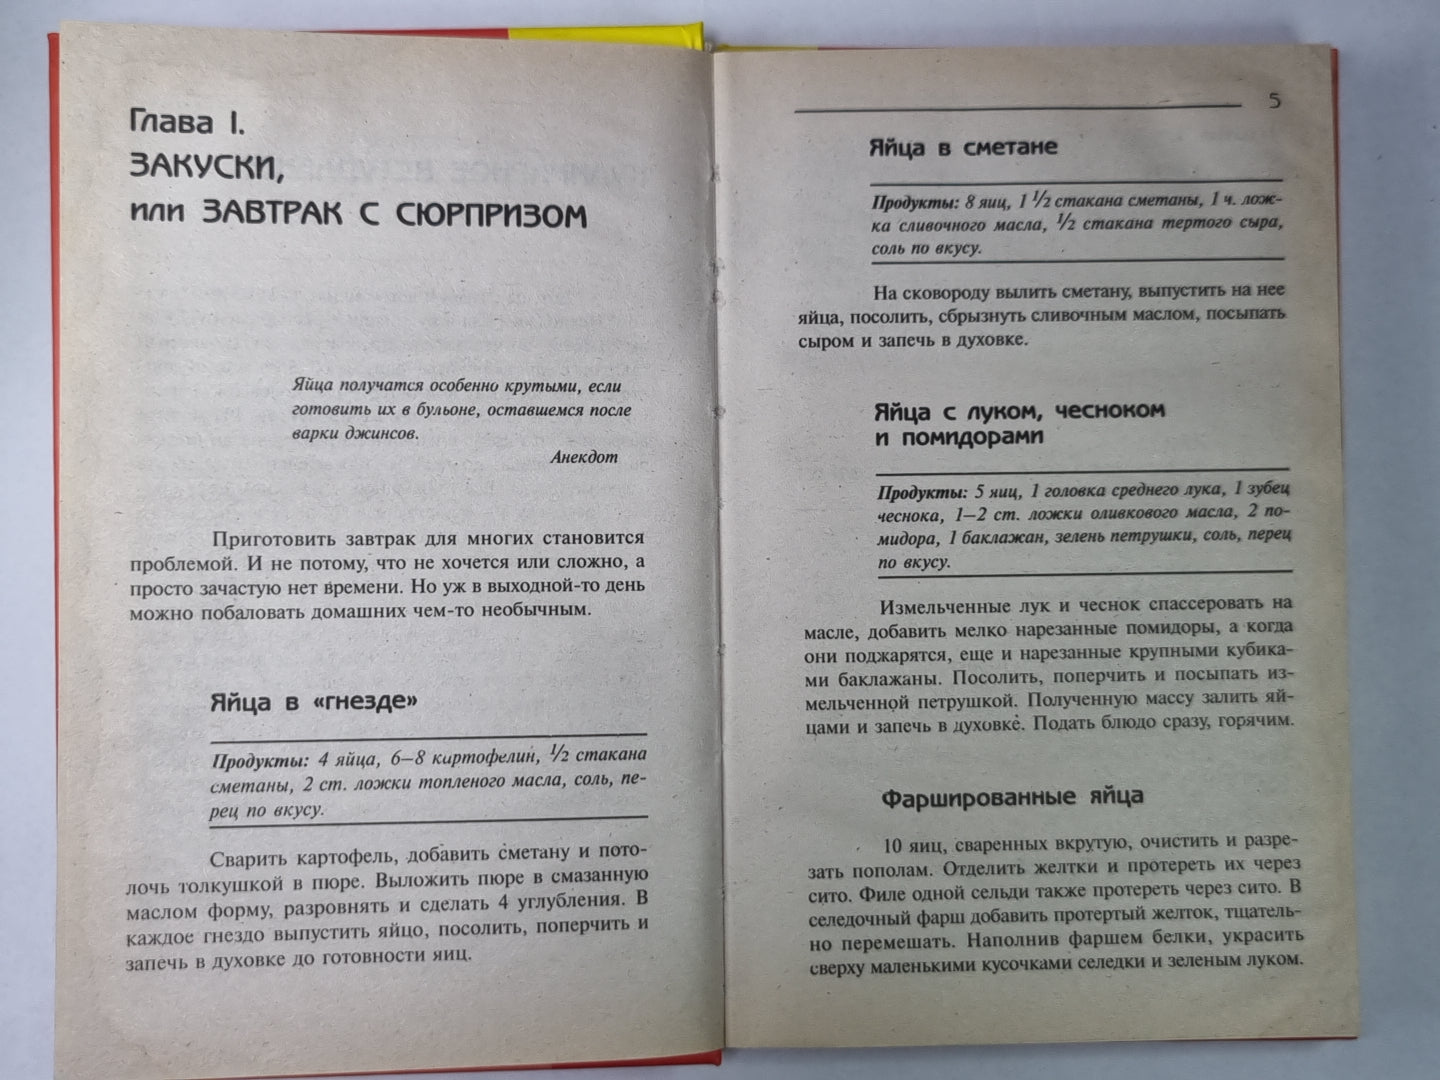 Глава I.
ЗАКУСКИ,
или ЗАВТРАК С СЮРПРИЗОМ
Яйца получатся особенно крутыми, если
готовить их в бульоне, оставшемся после
варки джинсов.
Анекдот
Приготовить завтрак для многих становится
проблемой. И не потому, что не хочется или сложно, а
просто зачастую нет времени. Но уж в выходной-то день
можно побаловать домашних чем-то необычным.
Яйца в «гнезде»
Продукты: 4 яйца, 6–8 картофелин, 1/2 стакана
сметаны, 2 ст. ложки топленого масла, соль, пе-
рец по вкусу.
Сварить картофель, добавить сметану и пото-
лочь толкушкой в пюре. Выложить пюре в смазанную
маслом форму, разровнять и сделать 4 углубления. В
каждое гнездо выпустить яйцо, посолить, поперчить и
запечь в духовке до готовности яиц.
5
Яйца в сметане
Продукты: 8 яиц, 1 1/2 стакана сметаны, 1 ч. лож-
ка сливочного масла, 1/2 стакана тертого сыра,
соль по вкусу.
На сковороду вылить сметану, выпустить на нее
яйца, посолить, сбрызнуть сливочным маслом, посыпать
сыром и запечь в духовке.
Яйца с луком, чесноком
и помидорами
Продукты: 5 яиц, 1 головка среднего лука, 1 зубец
чеснока, 1–2 ст. ложки оливкового масла, 2 по-
мидора, 1 баклажан, зелень петрушки, соль, перец
по вкусу.
Измельченные лук и чеснок спассеровать на
масле, добавить мелко нарезанные помидоры, а когда
они поджарятся, еще и нарезанные крупными кубика-
ми баклажаны. Посолить, поперчить и посыпать из-
мельченной петрушкой. Полученную массу залить яй-
цами и запечь в духовке. Подать блюдо сразу, горячим.
Фаршированные яйца
10 яиц, сваренных вкрутую, очистить и разре-
зать пополам. Отделить желтки и протереть их через
сито. Филе одной сельди также протереть через сито. В
селедочный фарш добавить протертый желток, тщатель-
но перемешать. Наполнив фаршем белки, украсить
сверху маленькими кусочками селедки и зеленым луком.